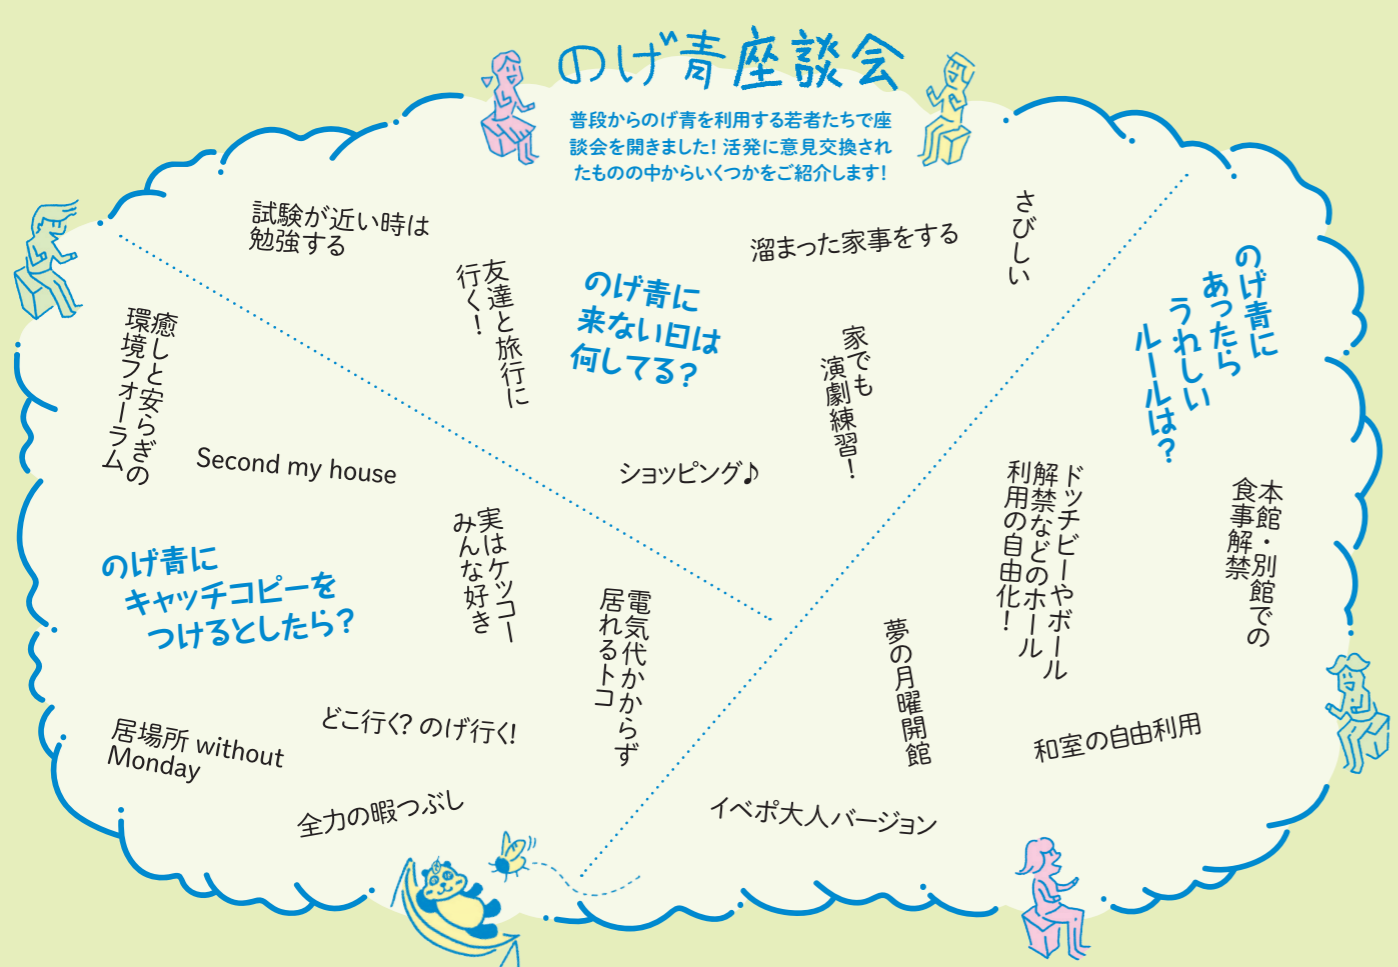 のげ青座談会
普段からのげ青を利用する若者たちで座
談会を開きました！活発に意見交換され
たものの中からいくつかをご紹介します！
のげ青に
来ない日は
何してる？
試験が近い時は
勉強する
友達と旅行に
行く！
溜まった家事をする
さびしい
家でも
演劇練習！
ショッピング♪
のげ青に
キャッチコピーを
つけるとしたら？
癒しと安らぎの
環境フォーラム
Second my house
実はケッコー
みんな好き
電気代かからず
居れるトコ
どこ行く？のげ行く！
居場所 without
Monday
全力の暇つぶし
のげ青に
あったら
うれしい
ルールは？
本館・別館での
食事解禁
ドッチビーやボール
解禁などのホール
利用の自由化！
夢の月曜開館
和室の自由利用
イベポ大人バージョン